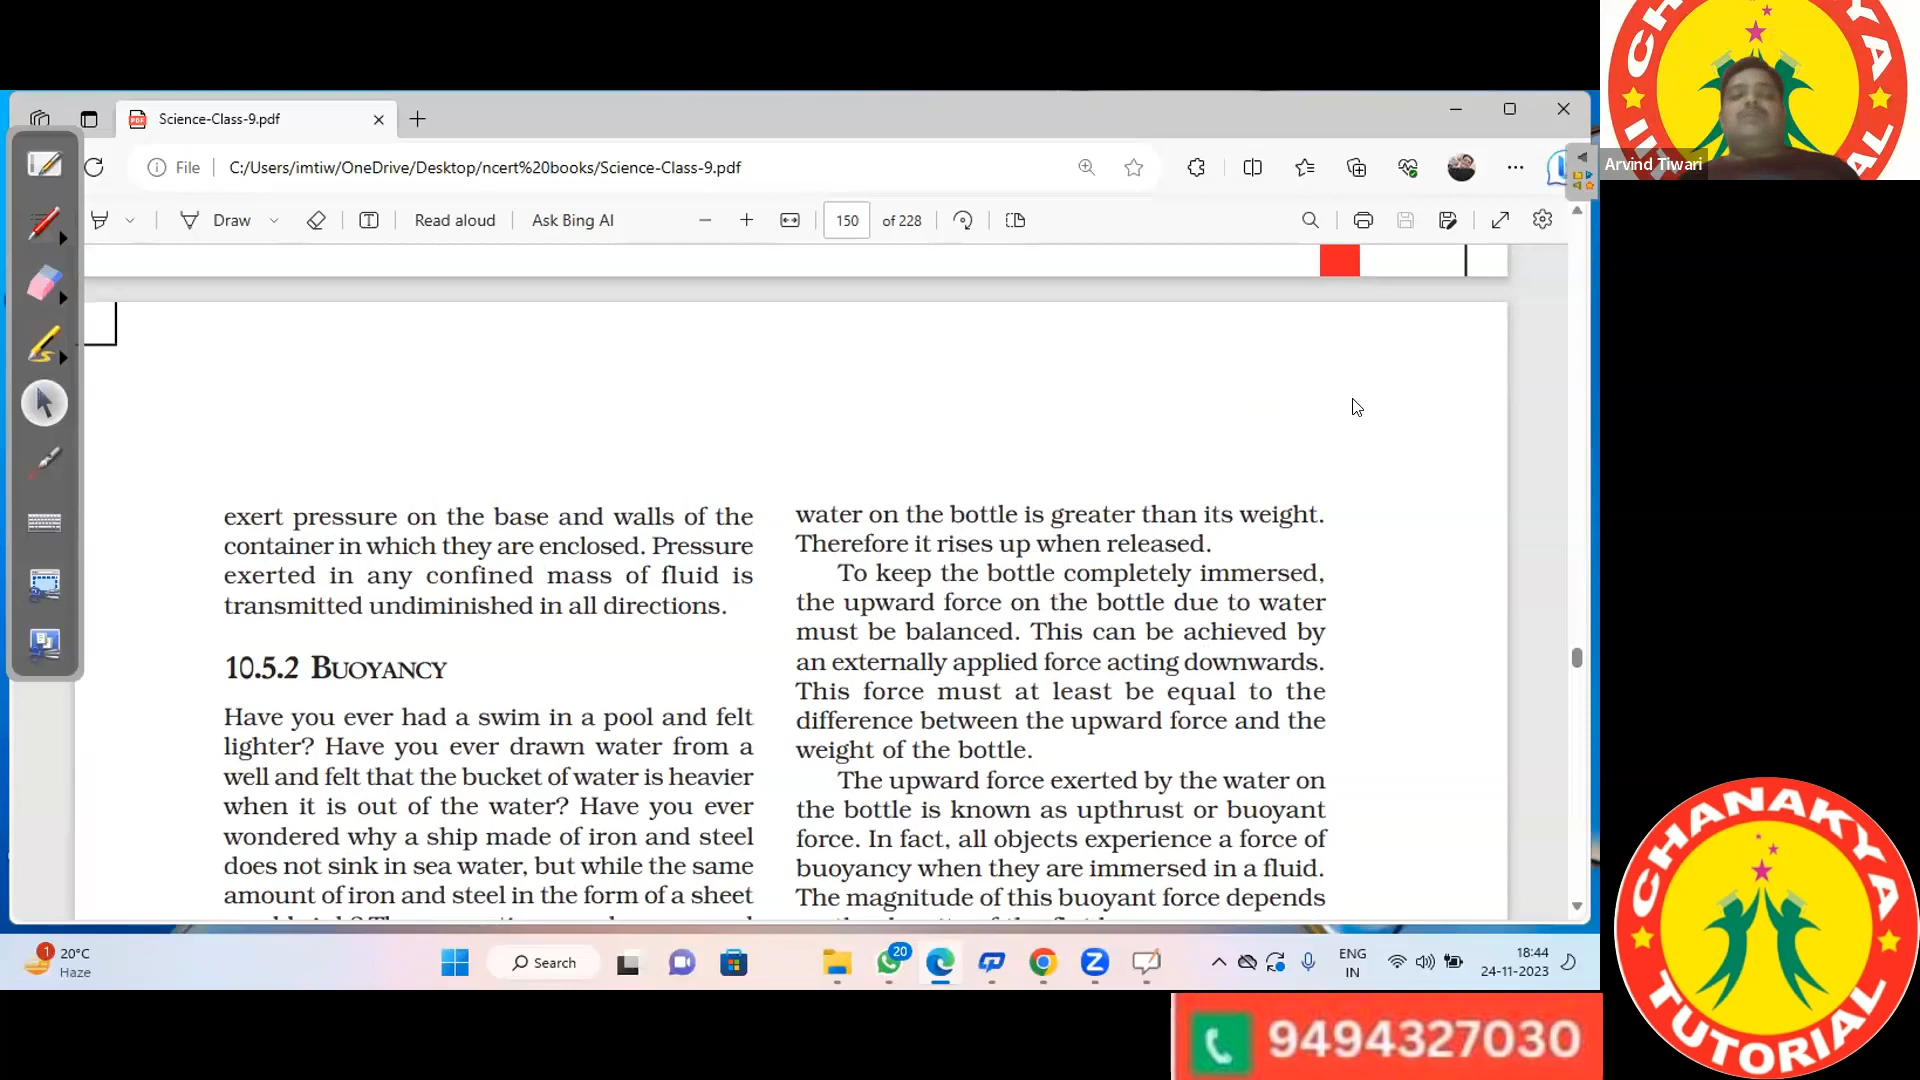 Science-Class-9.pdf
File
C:/Users/imtiw/OneDrive/Desktop/ncert%20books/Science-Class-9.pdf
Draw
Read aloud
Ask Bing AI
150
of 228
exert pressure on the base and walls of the
container in which they are enclosed. Pressure
exerted in any confined mass of fluid is
transmitted undiminished in all directions.
10.5.2 BUOYANCY
Have you ever had a swim in a pool and felt
lighter? Have you ever drawn water from a
well and felt that the bucket of water is heavier
when it is out of the water? Have you ever
wondered why a ship made of iron and steel
does not sink in sea water, but while the same
amount of iron and steel in the form of a sheet
water on the bottle is greater than its weight.
Therefore it rises up when released.
To keep the bottle completely immersed,
the upward force on the bottle due to water
must be balanced. This can be achieved by
an externally applied force acting downwards.
This force must at least be equal to the
difference between the upward force and the
weight of the bottle.
The upward force exerted by the water on
the bottle is known as upthrust or buoyant
force. In fact, all objects experience a force of
buoyancy when they are immersed in a fluid.
The magnitude of this buoyant force depends
Arvind Tiwari
1
20°C
Haze
Search
20
ENG
IN
18:44
24-11-2023
9494327030
CHANAKYA
TUTORIAL